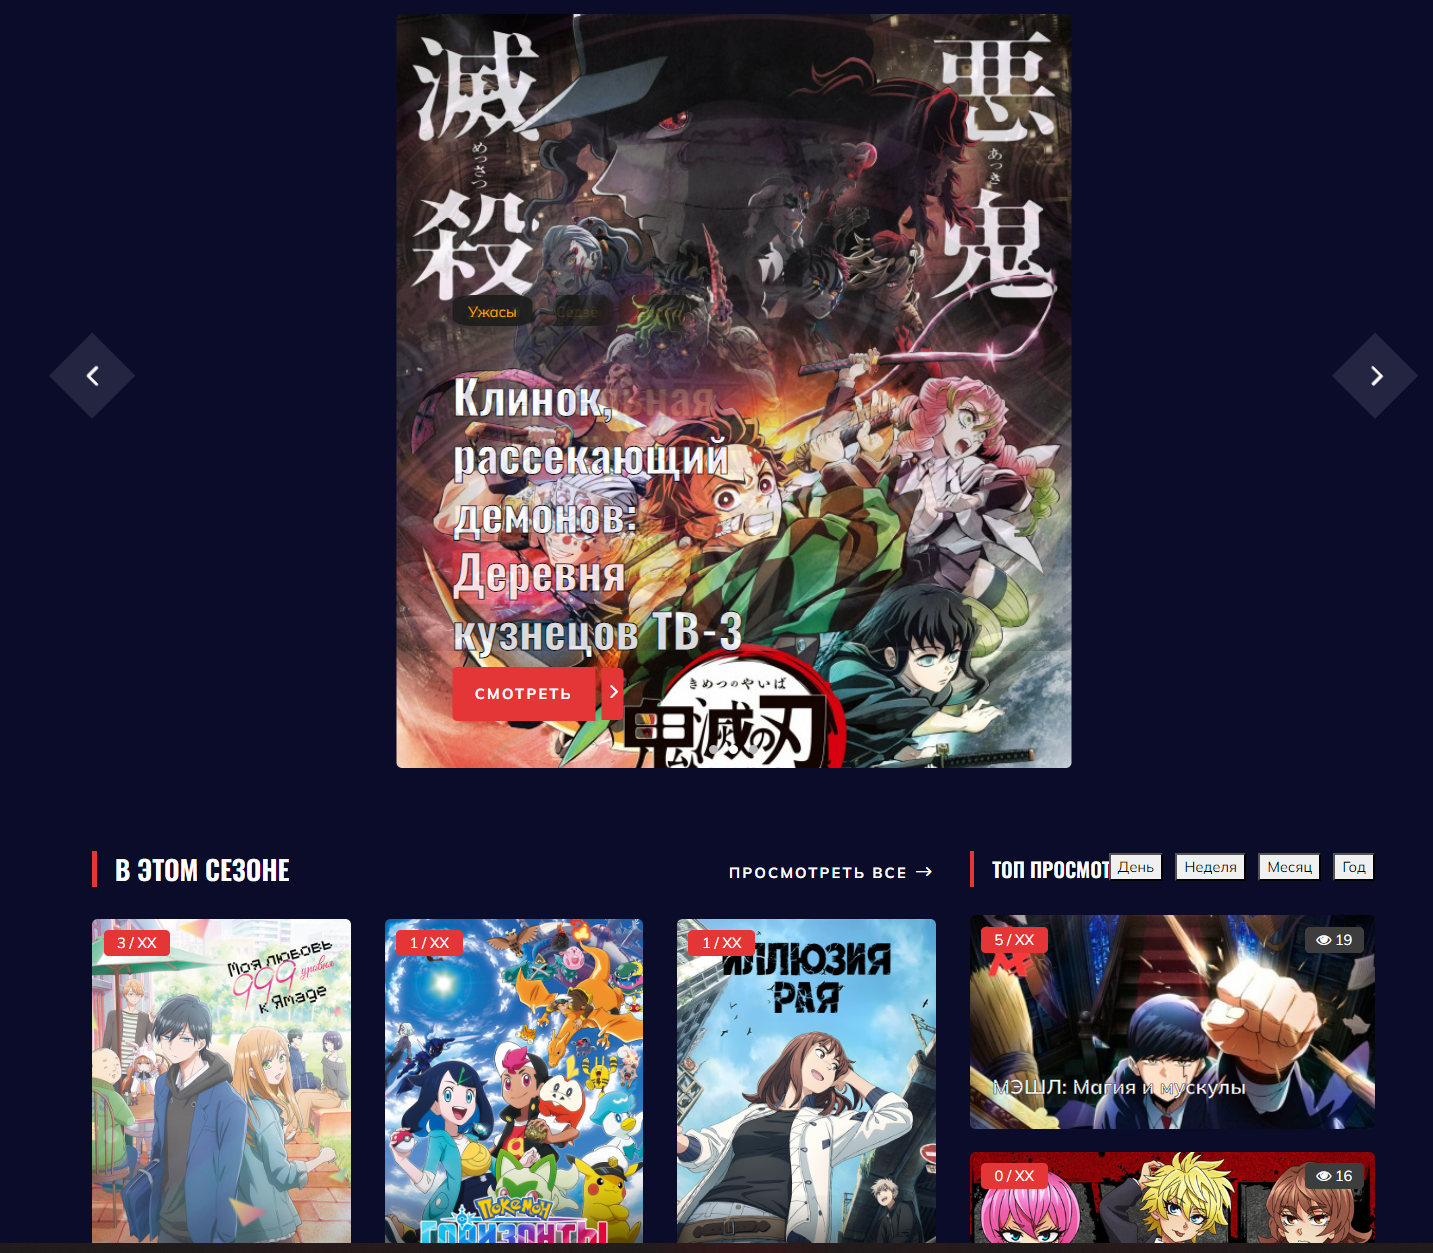 滅 悪
めっさつ あっき
殺 鬼
Ужасы
Клинок,
рассекающий
демонов:
Деревня
кузнецов ТВ-3
きめつのやいば
СМОТРЕТЬ
鬼滅の刃
В ЭТОМ СЕЗОНЕ
ПРОСМОТРЕТЬ ВСЕ →
3 / XX
Моя любовь
999 уровня
к Ямаде
1 / XX
Покемон
ГОРИЗОНТЫ
1 / XX
ИЛЛЮЗИЯ
РАЯ
ТОП ПРОСМОТ
День Неделя Месяц Год
5 / XX
19
МЭШЛ: Магия и мускулы
0 / XX
16